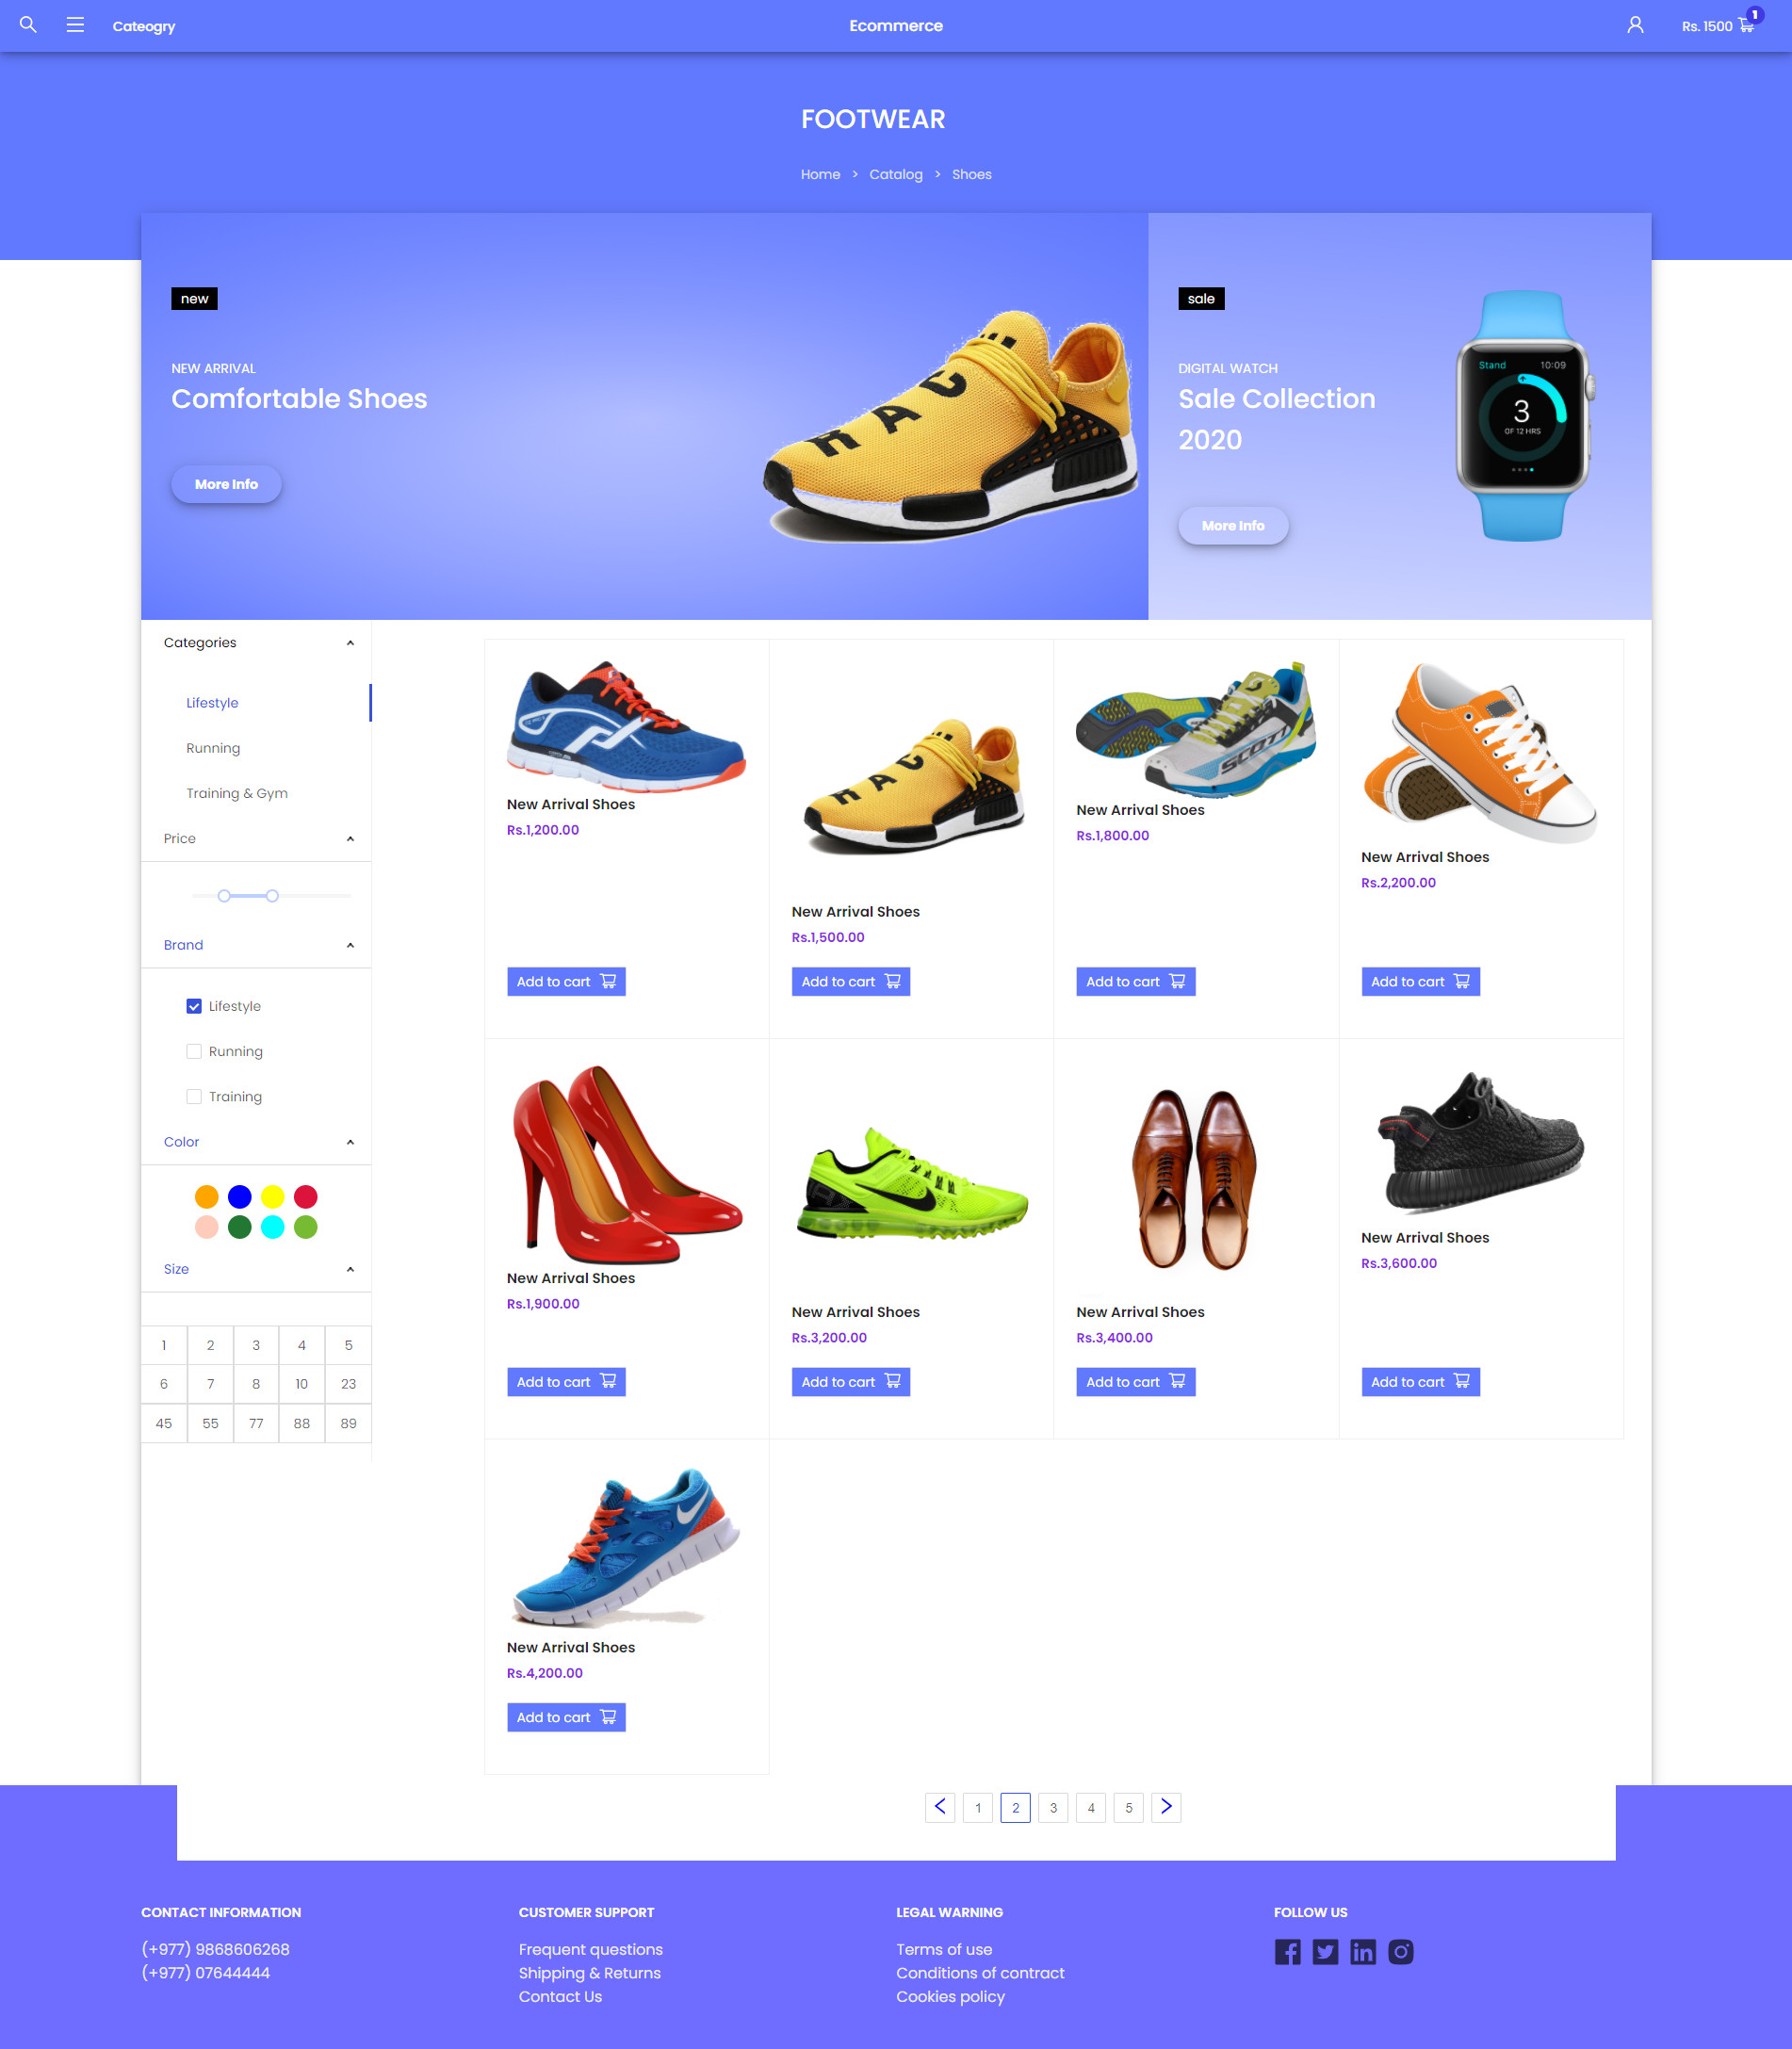 Cateogry
Ecommerce
Rs. 1500
1
FOOTWEAR
Home > Catalog > Shoes
new
NEW ARRIVAL
Comfortable Shoes
More Info
sale
DIGITAL WATCH
Sale Collection
2020
More Info
Stand 10:09
3
OF 12 HRS
Categories
Lifestyle
Running
Training & Gym
Price
Brand
Lifestyle
Running
Training
Color
Size
1 2 3 4 5
6 7 8 10 23
45 55 77 88 89
New Arrival Shoes
Rs.1,200.00
Add to cart
New Arrival Shoes
Rs.1,500.00
Add to cart
SCOTT
New Arrival Shoes
Rs.1,800.00
Add to cart
New Arrival Shoes
Rs.2,200.00
Add to cart
New Arrival Shoes
Rs.1,900.00
Add to cart
New Arrival Shoes
Rs.3,200.00
Add to cart
New Arrival Shoes
Rs.3,400.00
Add to cart
New Arrival Shoes
Rs.3,600.00
Add to cart
New Arrival Shoes
Rs.4,200.00
Add to cart
1 2 3 4 5
CONTACT INFORMATION
(+977) 9868606268
(+977) 07644444
CUSTOMER SUPPORT
Frequent questions
Shipping & Returns
Contact Us
LEGAL WARNING
Terms of use
Conditions of contract
Cookies policy
FOLLOW US